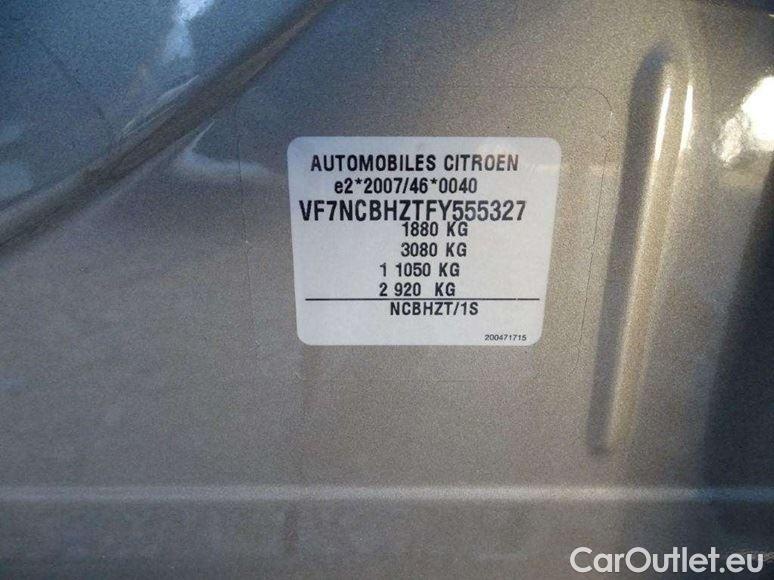 AUTOMOBILES CITROEN
e2*2007/46*0040
VF7NCBHZTFY555327
1880 KG
3080 KG
1 1050 KG
2 920 KG
NCBHZT/1S
200471715
CarOutlet.eu